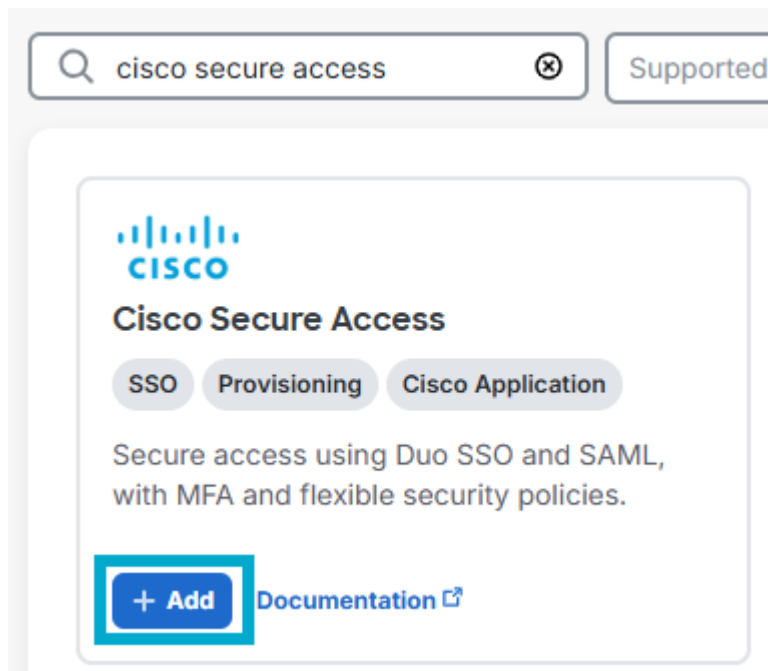 cisco secure access
Supported
CISCO
Cisco Secure Access
SSO Provisioning Cisco Application
Secure access using Duo SSO and SAML,
with MFA and flexible security policies.
+ Add Documentation